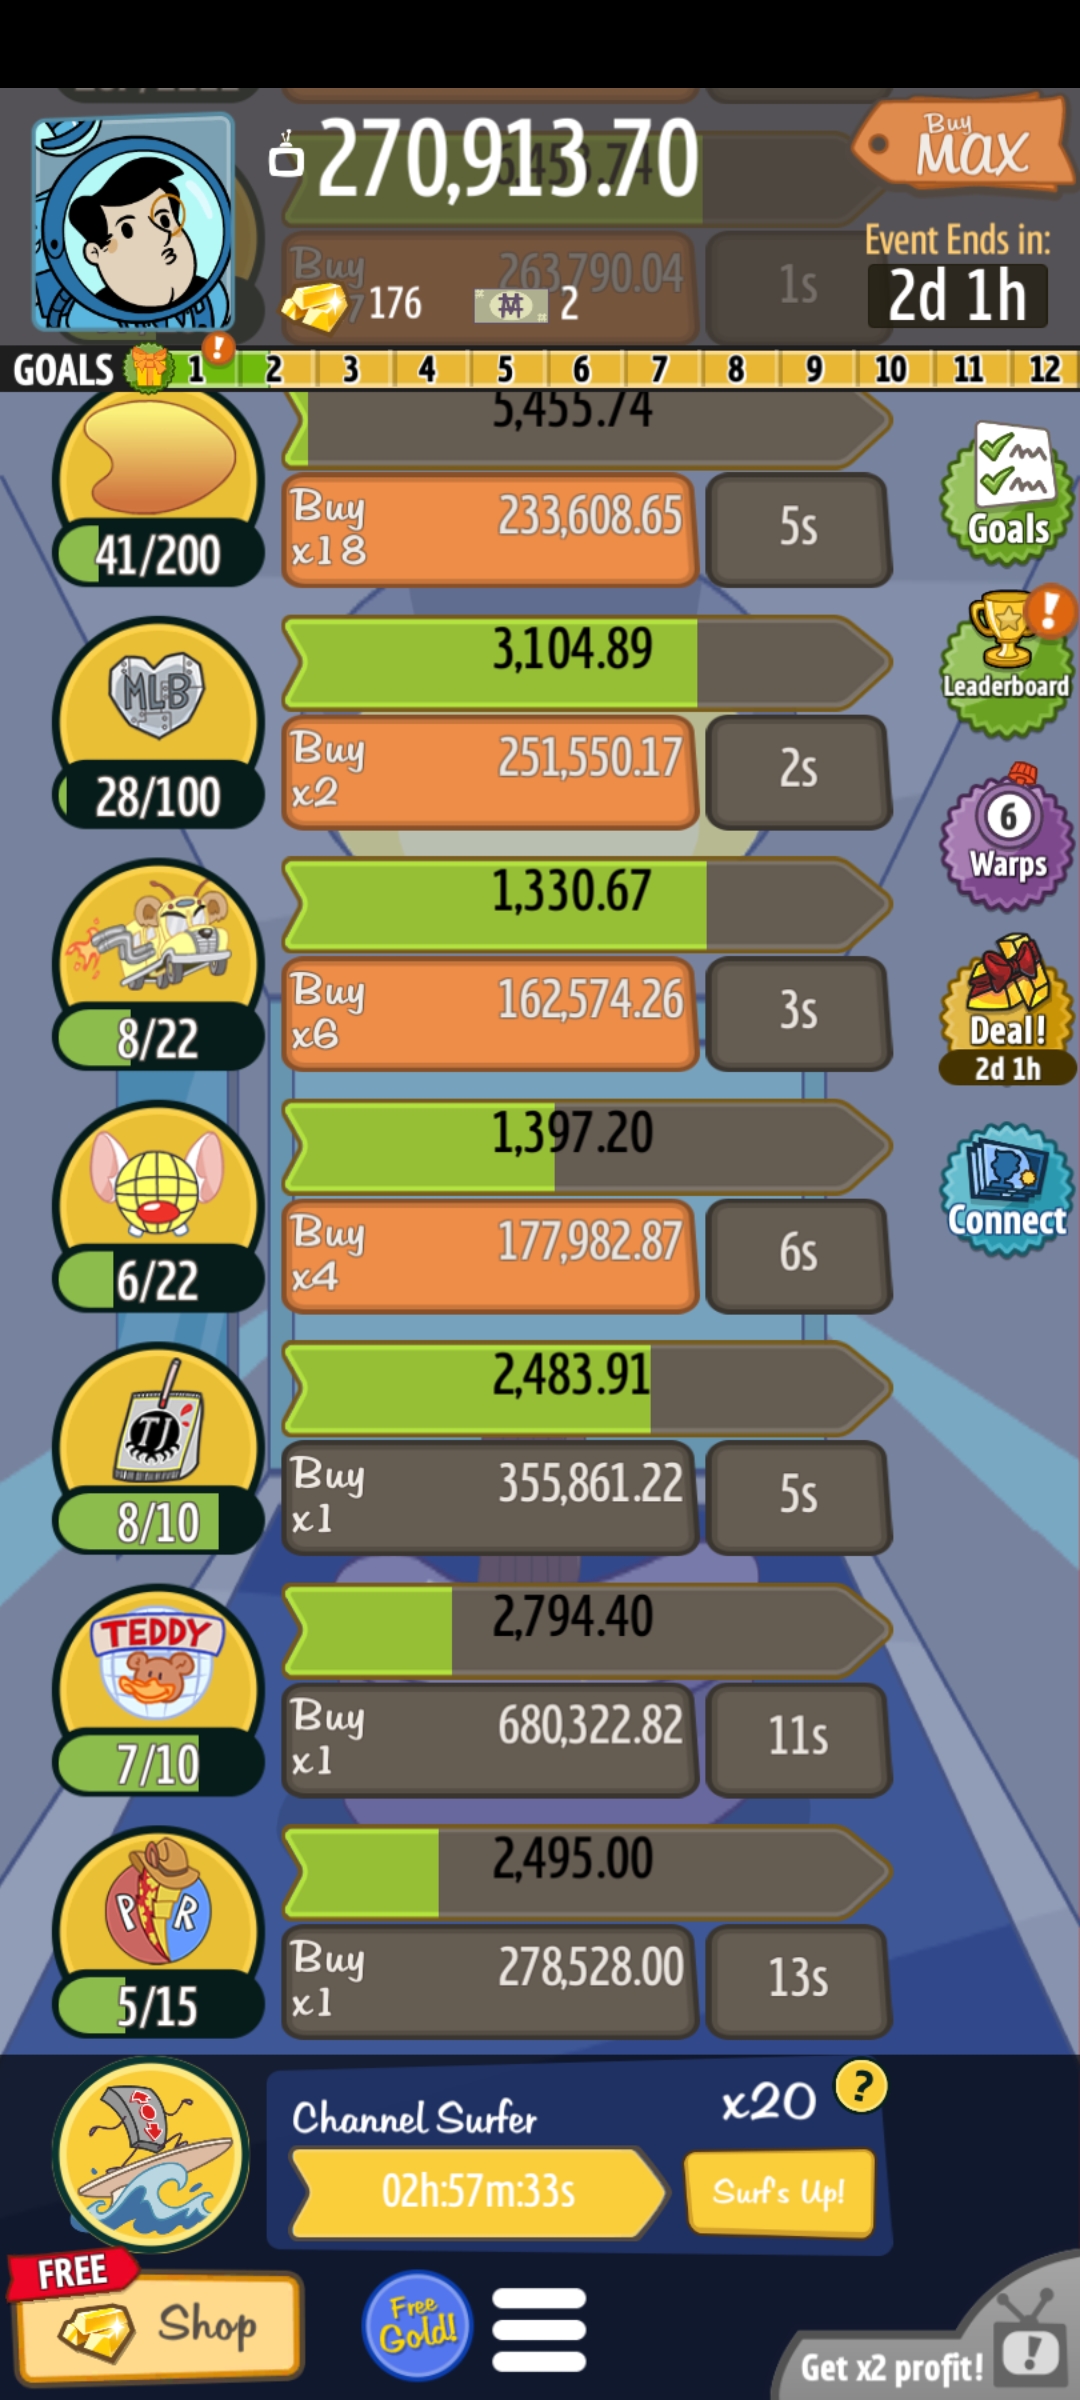 270,913.70
Buy
MAX
Event Ends in:
2d 1h
Buy
263,790.04
1s
176
2
GOALS 1 ! 2 3 4 5 6 7 8 9 10 11 12
5,455.74
Buy
x18
233,608.65
5s
41/200
Goals
3,104.89
MLB
Buy
x2
251,550.17
2s
28/100
!
Leaderboard
1,330.67
Buy
x6
162,574.26
3s
8/22
6
Warps
Deal!
2d 1h
1,397.20
Buy
x4
177,982.87
6s
6/22
Connect
2,483.91
TJ
Buy
x1
355,861.22
5s
8/10
2,794.40
TEDDY
Buy
x1
680,322.82
11s
7/10
2,495.00
P R
Buy
x1
278,528.00
13s
5/15
Channel Surfer
x20
?
02h:57m:33s
Surf's Up!
FREE
Shop
Free
Gold!
Get x2 profit!
!